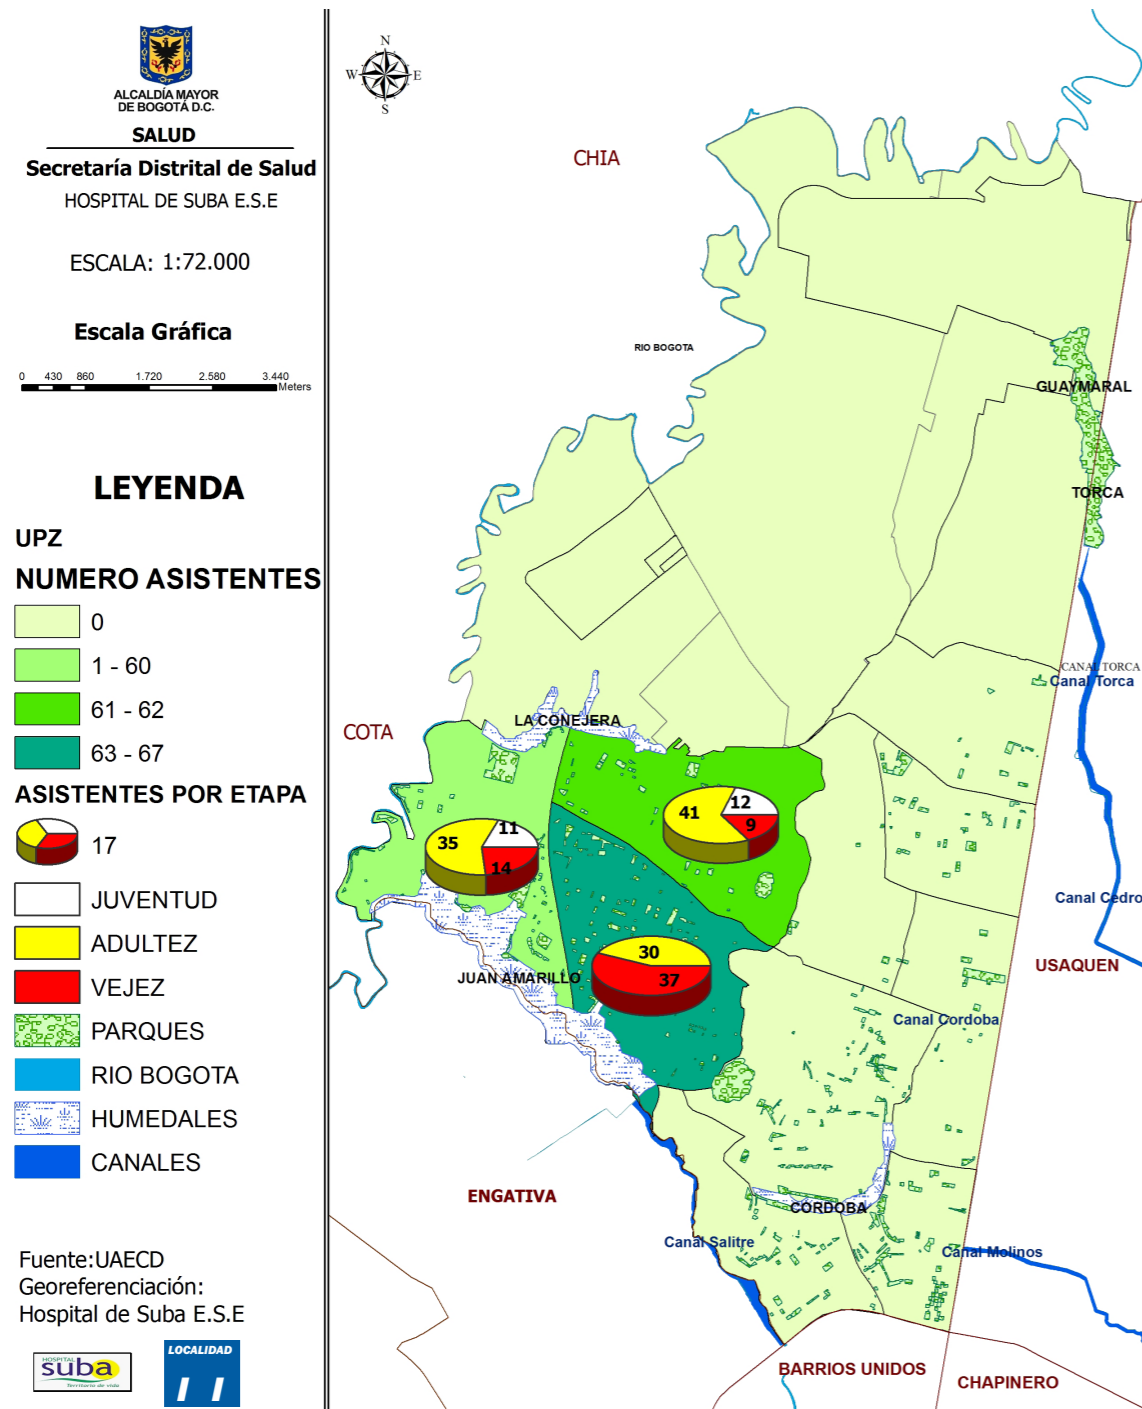 ALCALDÍA MAYOR
DE BOGOTÁ D.C.
SALUD
Secretaría Distrital de Salud
HOSPITAL DE SUBA E.S.E
ESCALA: 1:72.000
Escala Gráfica
0 430 860 1.720 2.580 3.440
Meters
LEYENDA
UPZ
NUMERO ASISTENTES
0
1 - 60
61 - 62
63 - 67
ASISTENTES POR ETAPA
17
JUVENTUD
ADULTEZ
VEJEZ
PARQUES
RIO BOGOTA
HUMEDALES
CANALES
Fuente:UAECD
Georeferenciación:
Hospital de Suba E.S.E
HOSPITAL
suba
Territorio de vida
LOCALIDAD
11
N
W E
S
CHIA
RIO BOGOTA
GUAYMARAL
TORCA
CANAL TORCA
Canal Torca
LA CONEJERA
COTA
41 12
9
35 11
14
Canal Cedro
USAQUEN
30
37
JUAN AMARILLO
Canal Cordoba
ENGATIVA
CORDOBA
Canal Salitre
Canal Molinos
BARRIOS UNIDOS
CHAPINERO